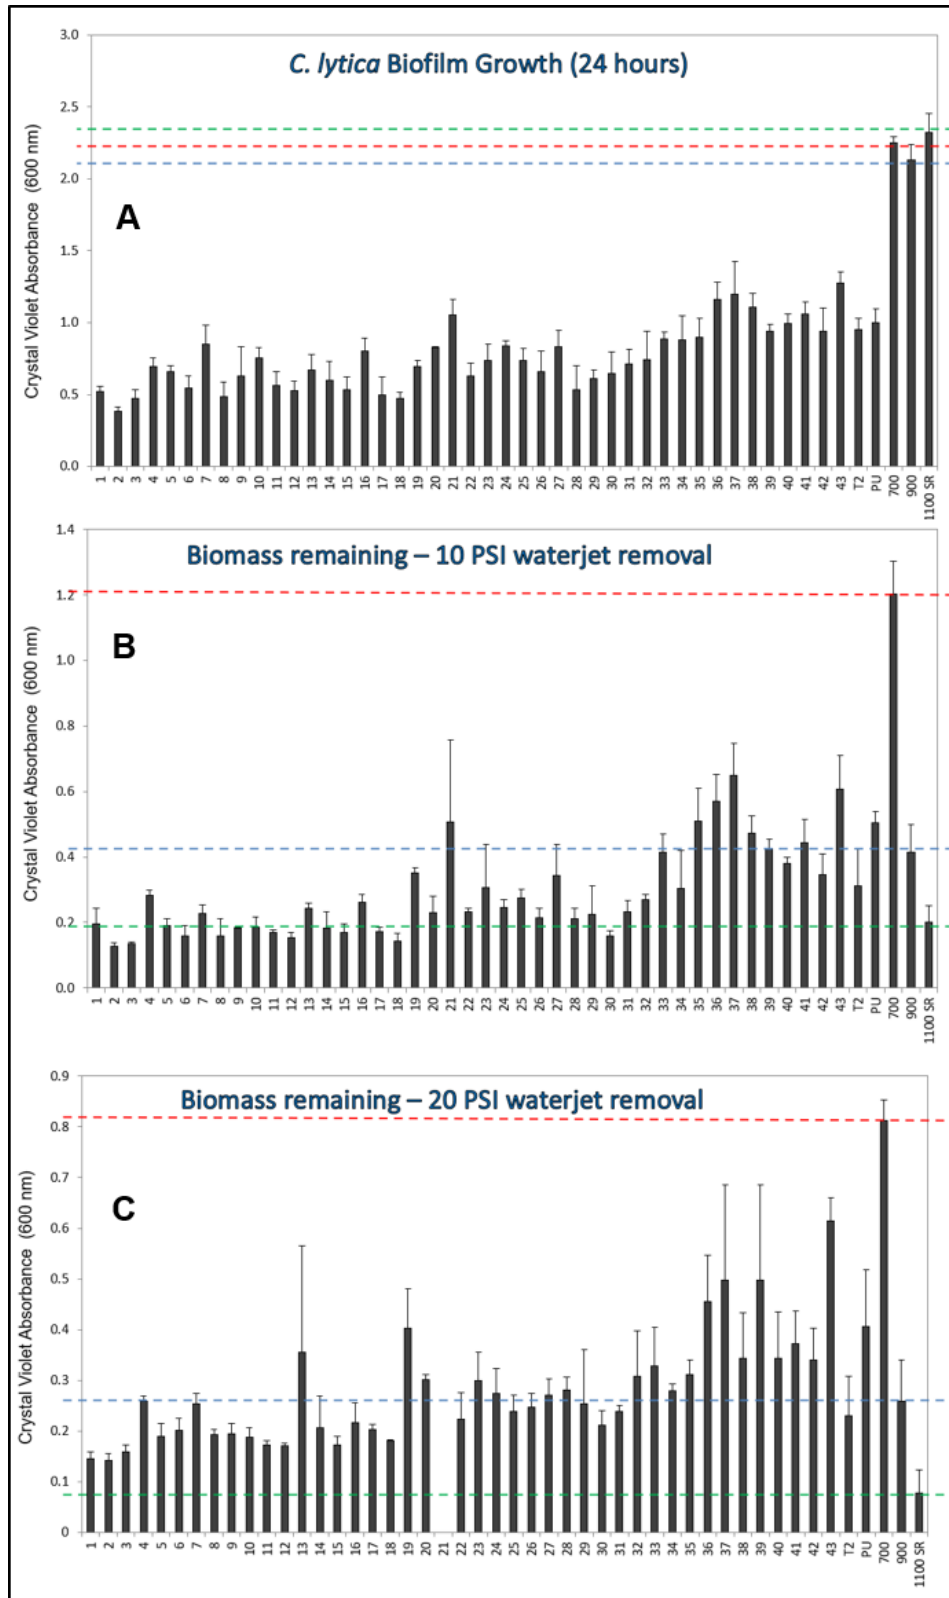 C. lytica Biofilm Growth (24 hours)
A
Crystal Violet Absorbance (600 nm)
3.0
2.5
2.0
1.5
1.0
0.5
0.0
1 2 3 4 5 6 7 8 9 10 11 12 13 14 15 16 17 18 19 20 21 22 23 24 25 26 27 28 29 30 31 32 33 34 35 36 37 38 39 40 41 42 43 T2 PU 700 900 1100 SR
Biomass remaining – 10 PSI waterjet removal
B
Crystal Violet Absorbance (600 nm)
1.4
1.2
1.0
0.8
0.6
0.4
0.2
0.0
1 2 3 4 5 6 7 8 9 10 11 12 13 14 15 16 17 18 19 20 21 22 23 24 25 26 27 28 29 30 31 32 33 34 35 36 37 38 39 40 41 42 43 T2 PU 700 900 1100 SR
Biomass remaining – 20 PSI waterjet removal
C
Crystal Violet Absorbance (600 nm)
0.9
0.8
0.7
0.6
0.5
0.4
0.3
0.2
0.1
0
1 2 3 4 5 6 7 8 9 10 11 12 13 14 15 16 17 18 19 20 21 22 23 24 25 26 27 28 29 30 31 32 33 34 35 36 37 38 39 40 41 42 43 T2 PU 700 900 1100 SR